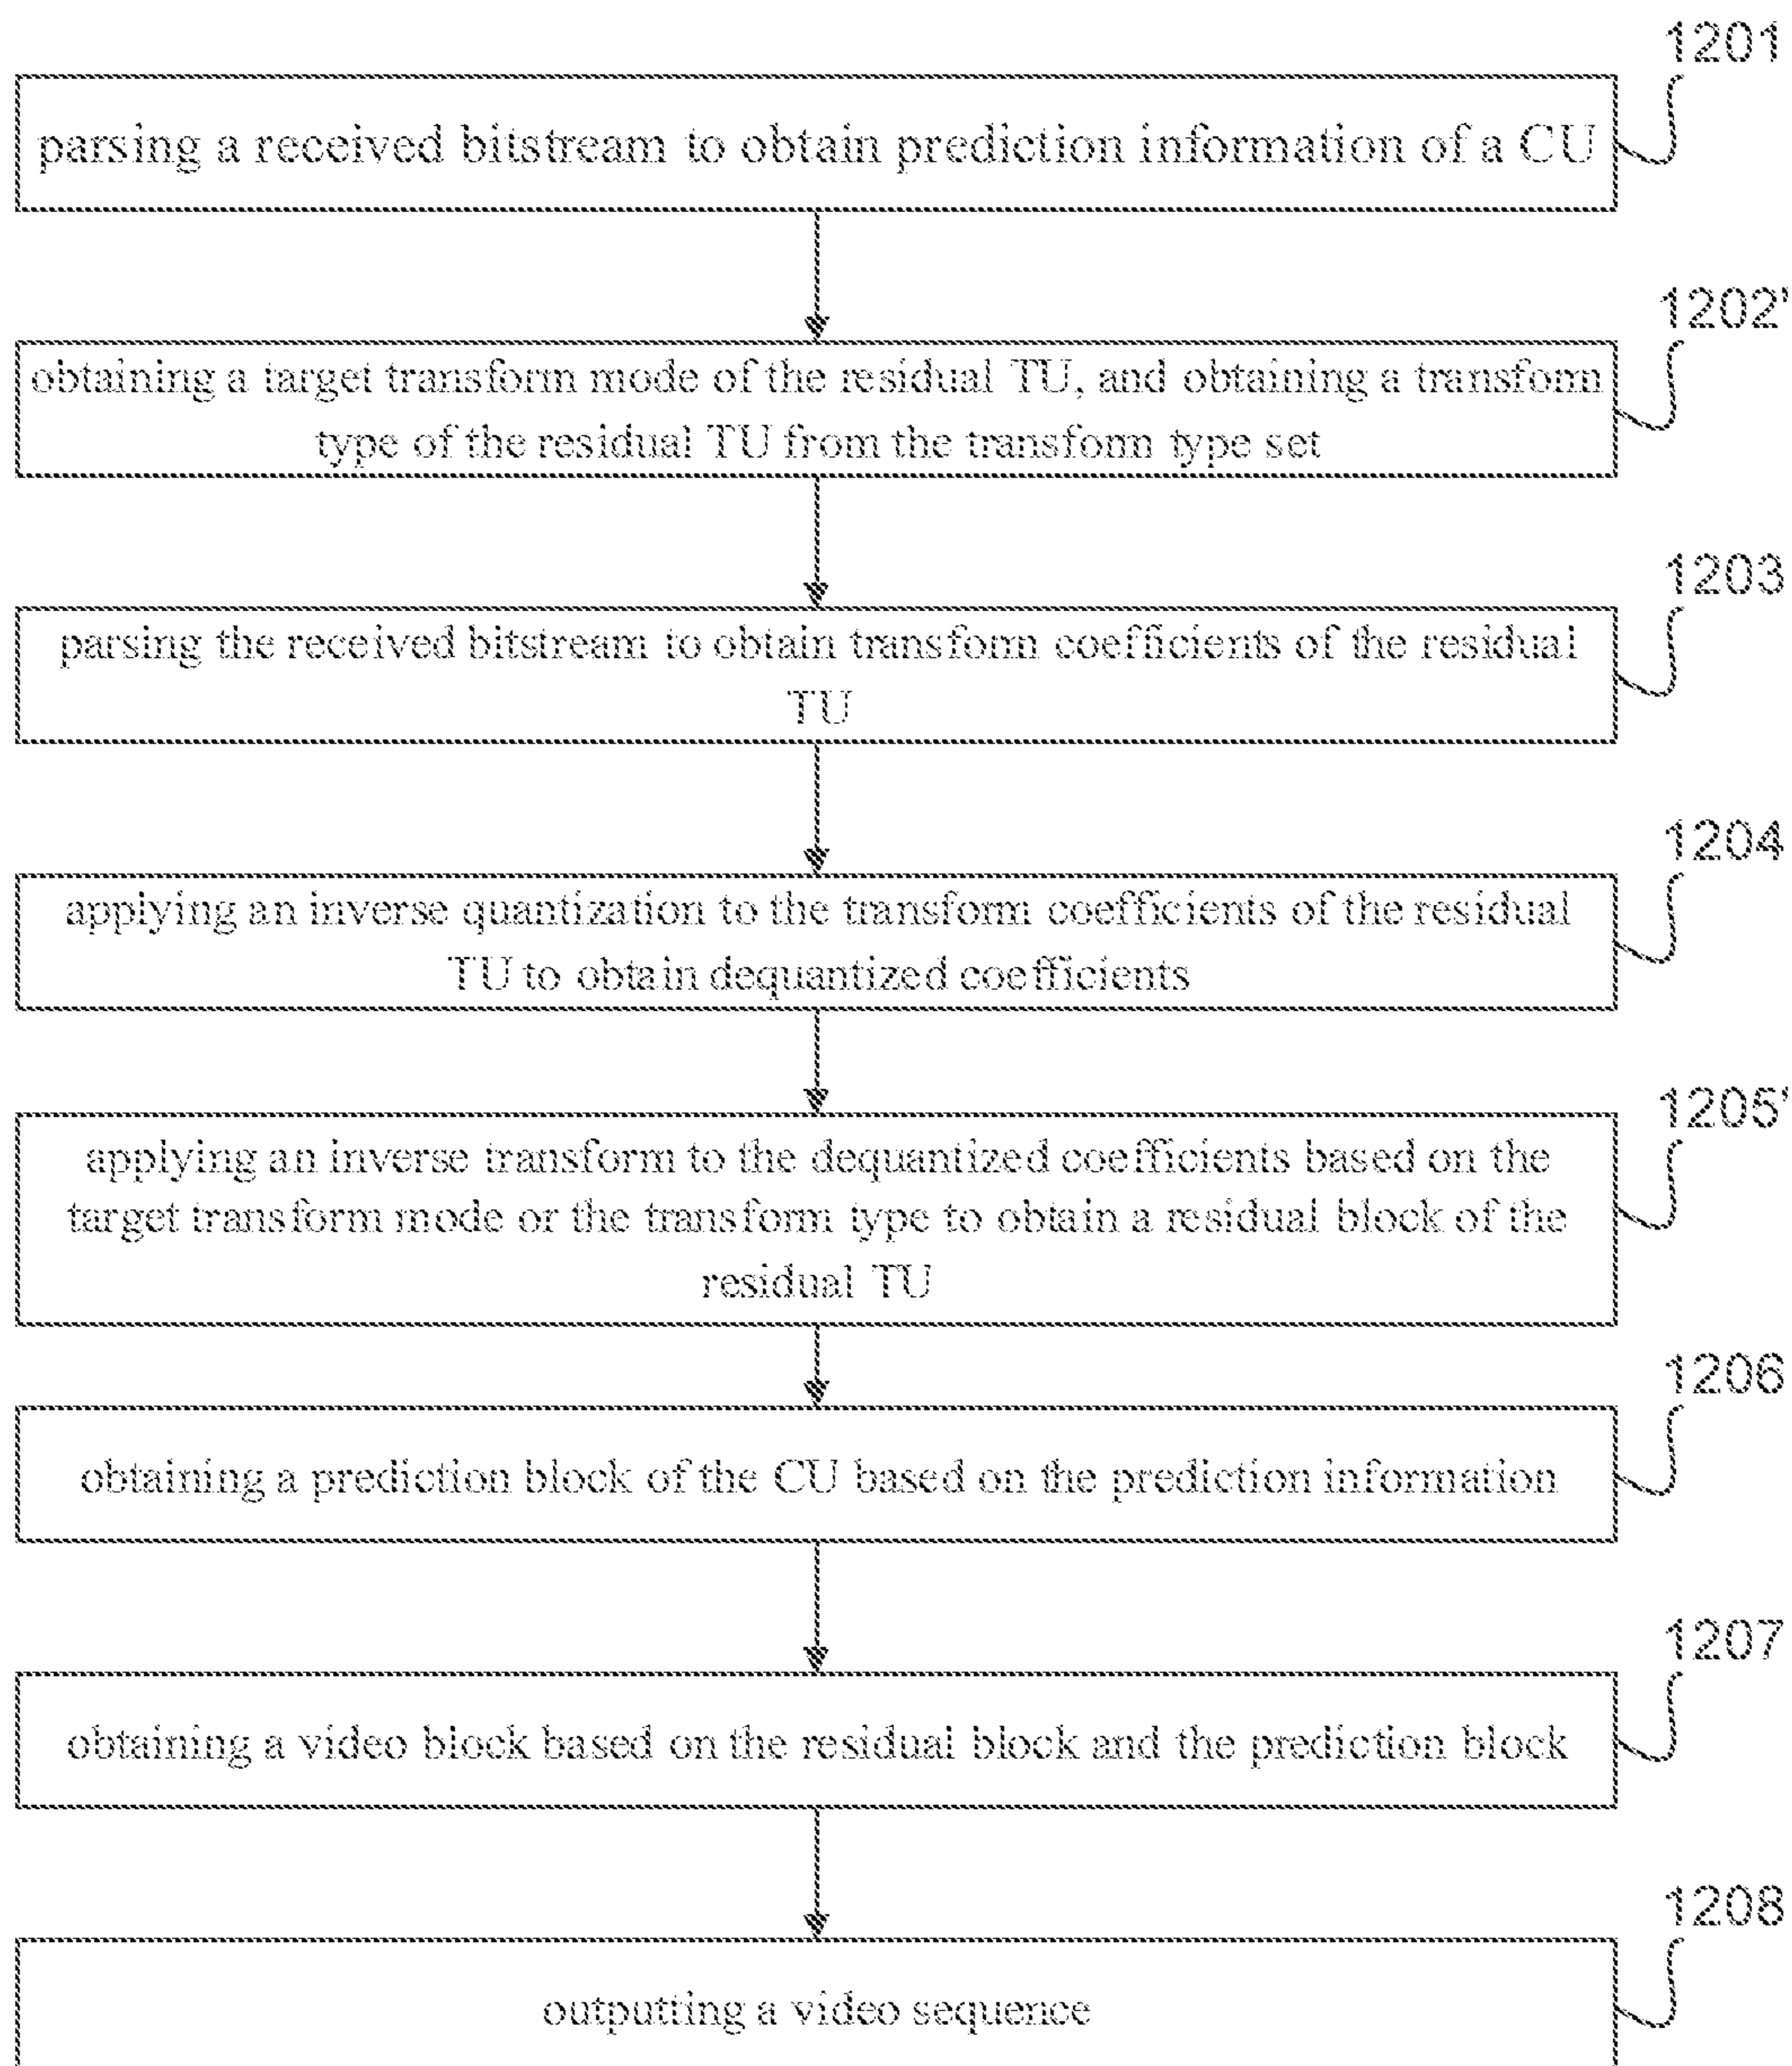 1201
parsing a received bitstream to obtain prediction information of a CU
1202'
obtaining a target transform mode of the residual TU, and obtaining a transform
type of the residual TU from the transform type set
1203
parsing the received bitstream to obtain transform coefficients of the residual
TU
1204
applying an inverse quantization to the transform coefficients of the residual
TU to obtain dequantized coefficients
1205'
applying an inverse transform to the dequantized coefficients based on the
target transform mode or the transform type to obtain a residual block of the
residual TU
1206
obtaining a prediction block of the CU based on the prediction information
1207
obtaining a video block based on the residual block and the prediction block
1208
outputting a video sequence